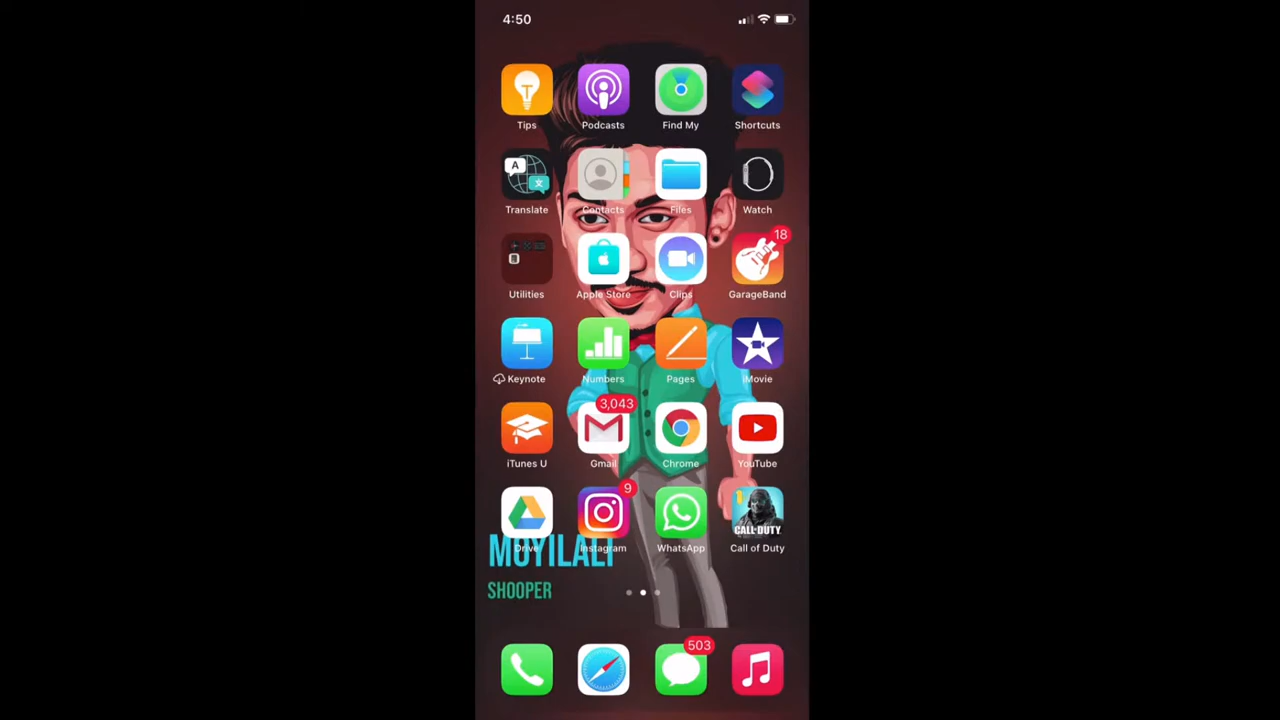 4:50
Tips Podcasts Find My Shortcuts
A 文
Translate Contacts Files Watch
18
Utilities Apple Store Clips GarageBand
Keynote Numbers Pages iMovie
3,043
iTunes U Gmail Chrome YouTube
9
CALL DUTY
Drive Instagram WhatsApp Call of Duty
MUYILALI
SHOOPER
503